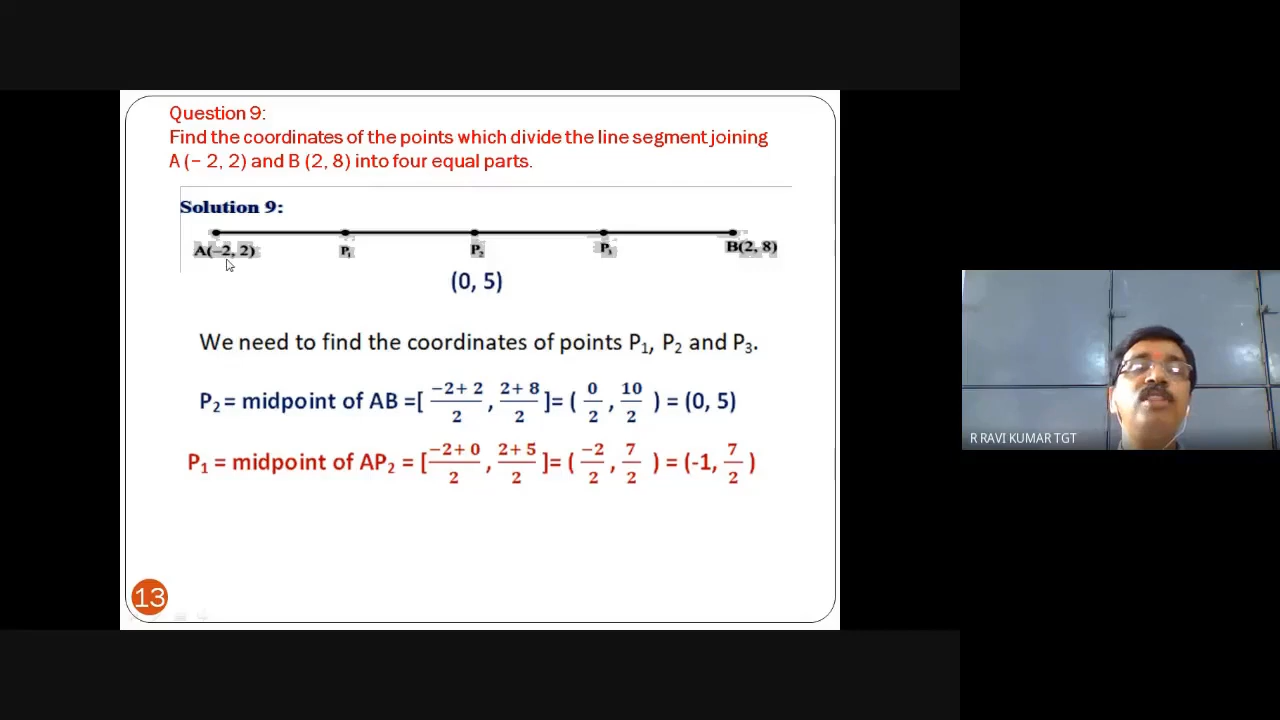 Question 9:
Find the coordinates of the points which divide the line segment joining
A (− 2, 2) and B (2, 8) into four equal parts.
Solution 9:
A(−2, 2) P₁ P₂ P₃ B(2, 8)
(0, 5)
We need to find the coordinates of points P₁, P₂ and P₃.
P₂ = midpoint of AB =[ −2+ 2/2 , 2+ 8/2 ]= ( 0/2 , 10/2 ) = (0, 5)
P₁ = midpoint of AP₂ = [ −2+ 0/2 , 2+ 5/2 ]= ( −2/2 , 7/2 ) = (-1, 7/2 )
13
R RAVI KUMAR TGT